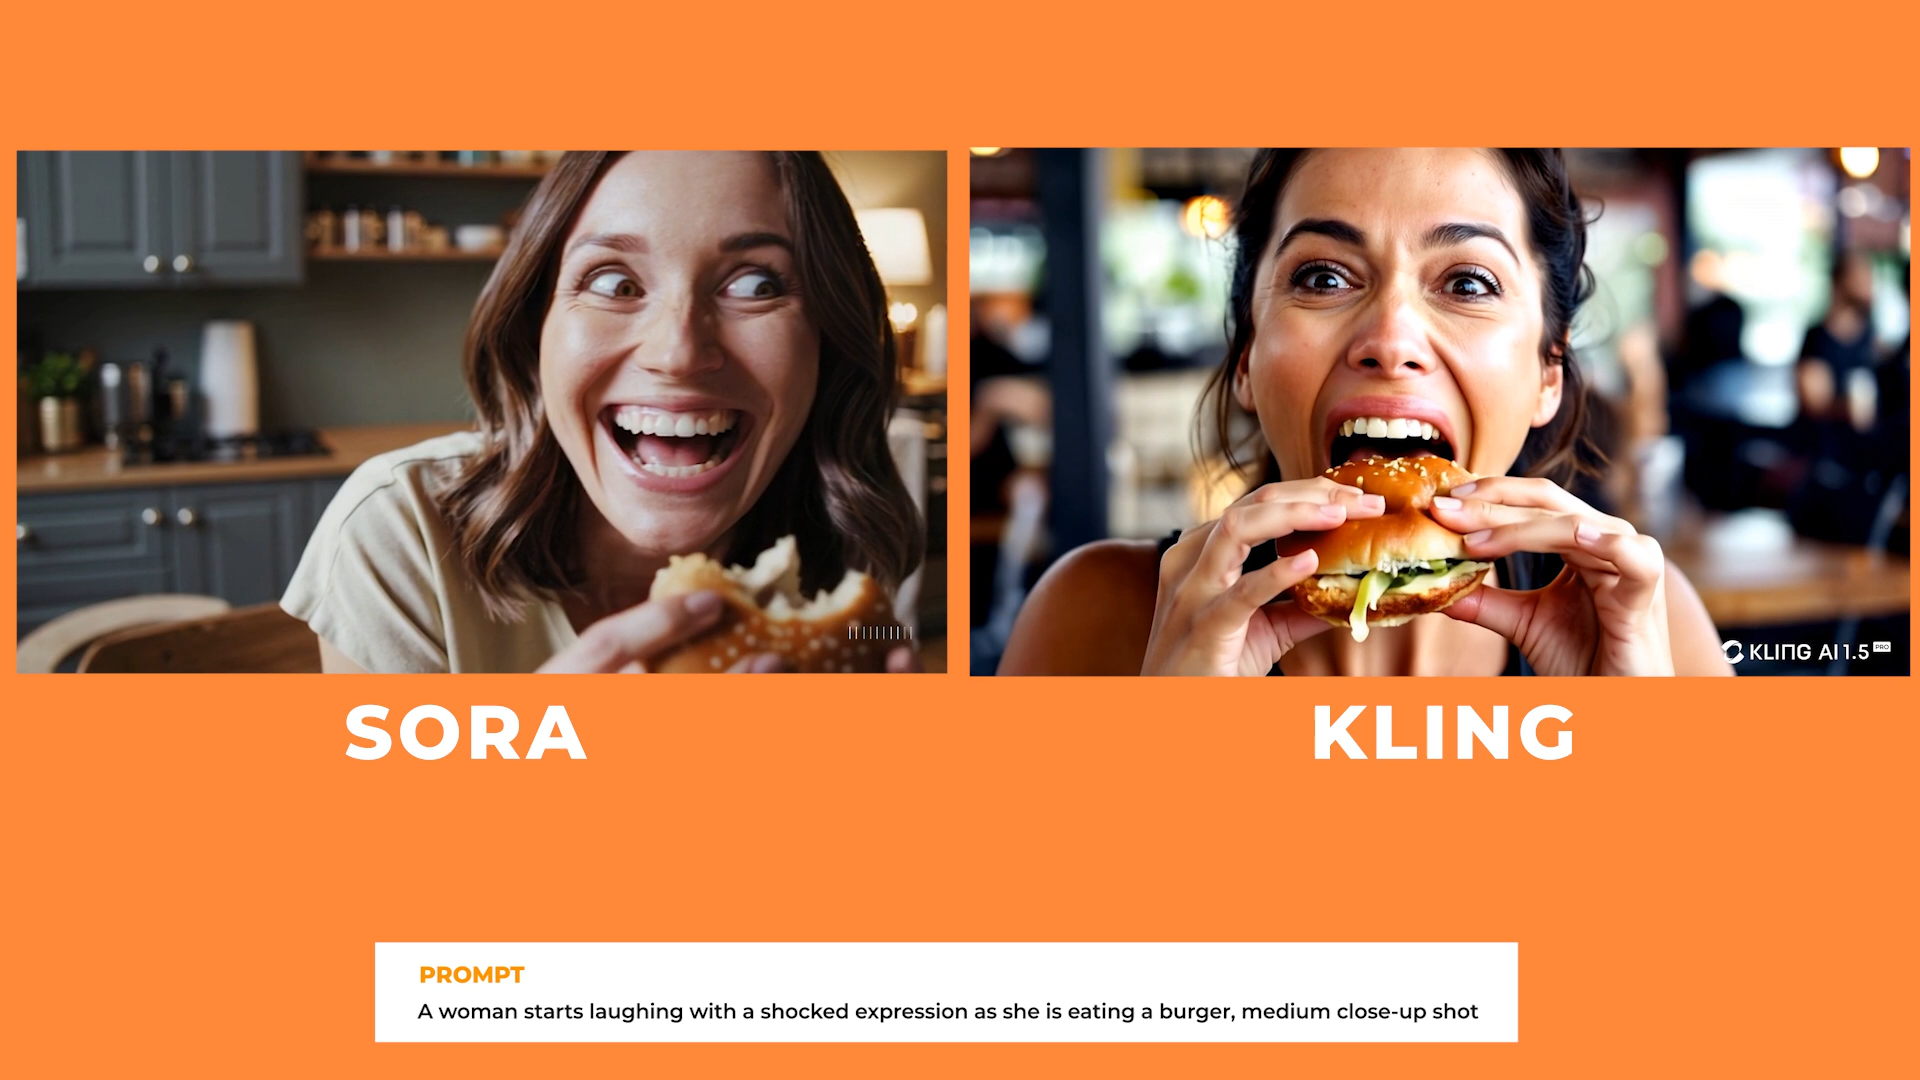 KLING AI 1.5 PRO
SORA
KLING
PROMPT
A woman starts laughing with a shocked expression as she is eating a burger, medium close-up shot